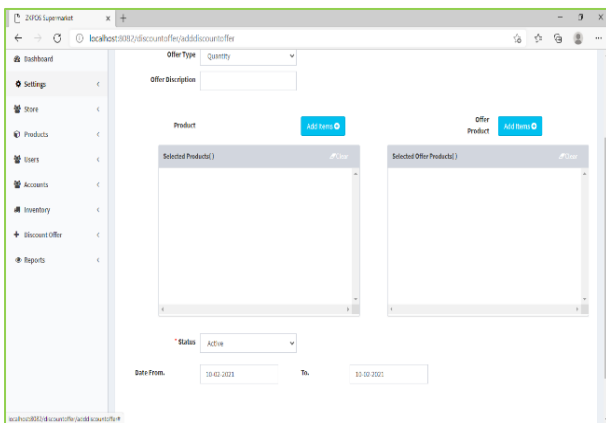 ZKPOS Supermarket
localhost:8082/discountoffer/adddiscountoffer
Dashboard
Settings
Store
Products
Users
Accounts
Inventory
Discount Offer
Reports
Offer Type Quantity
Offer Discription
Product Add Items
Offer Product Add Items
Selected Products( ) Clear
Selected Offer Products( ) Clear
* Status Active
Date From. 10-02-2021 To. 10-02-2021
localhost:8082/discountoffer/adddiscountoffer#